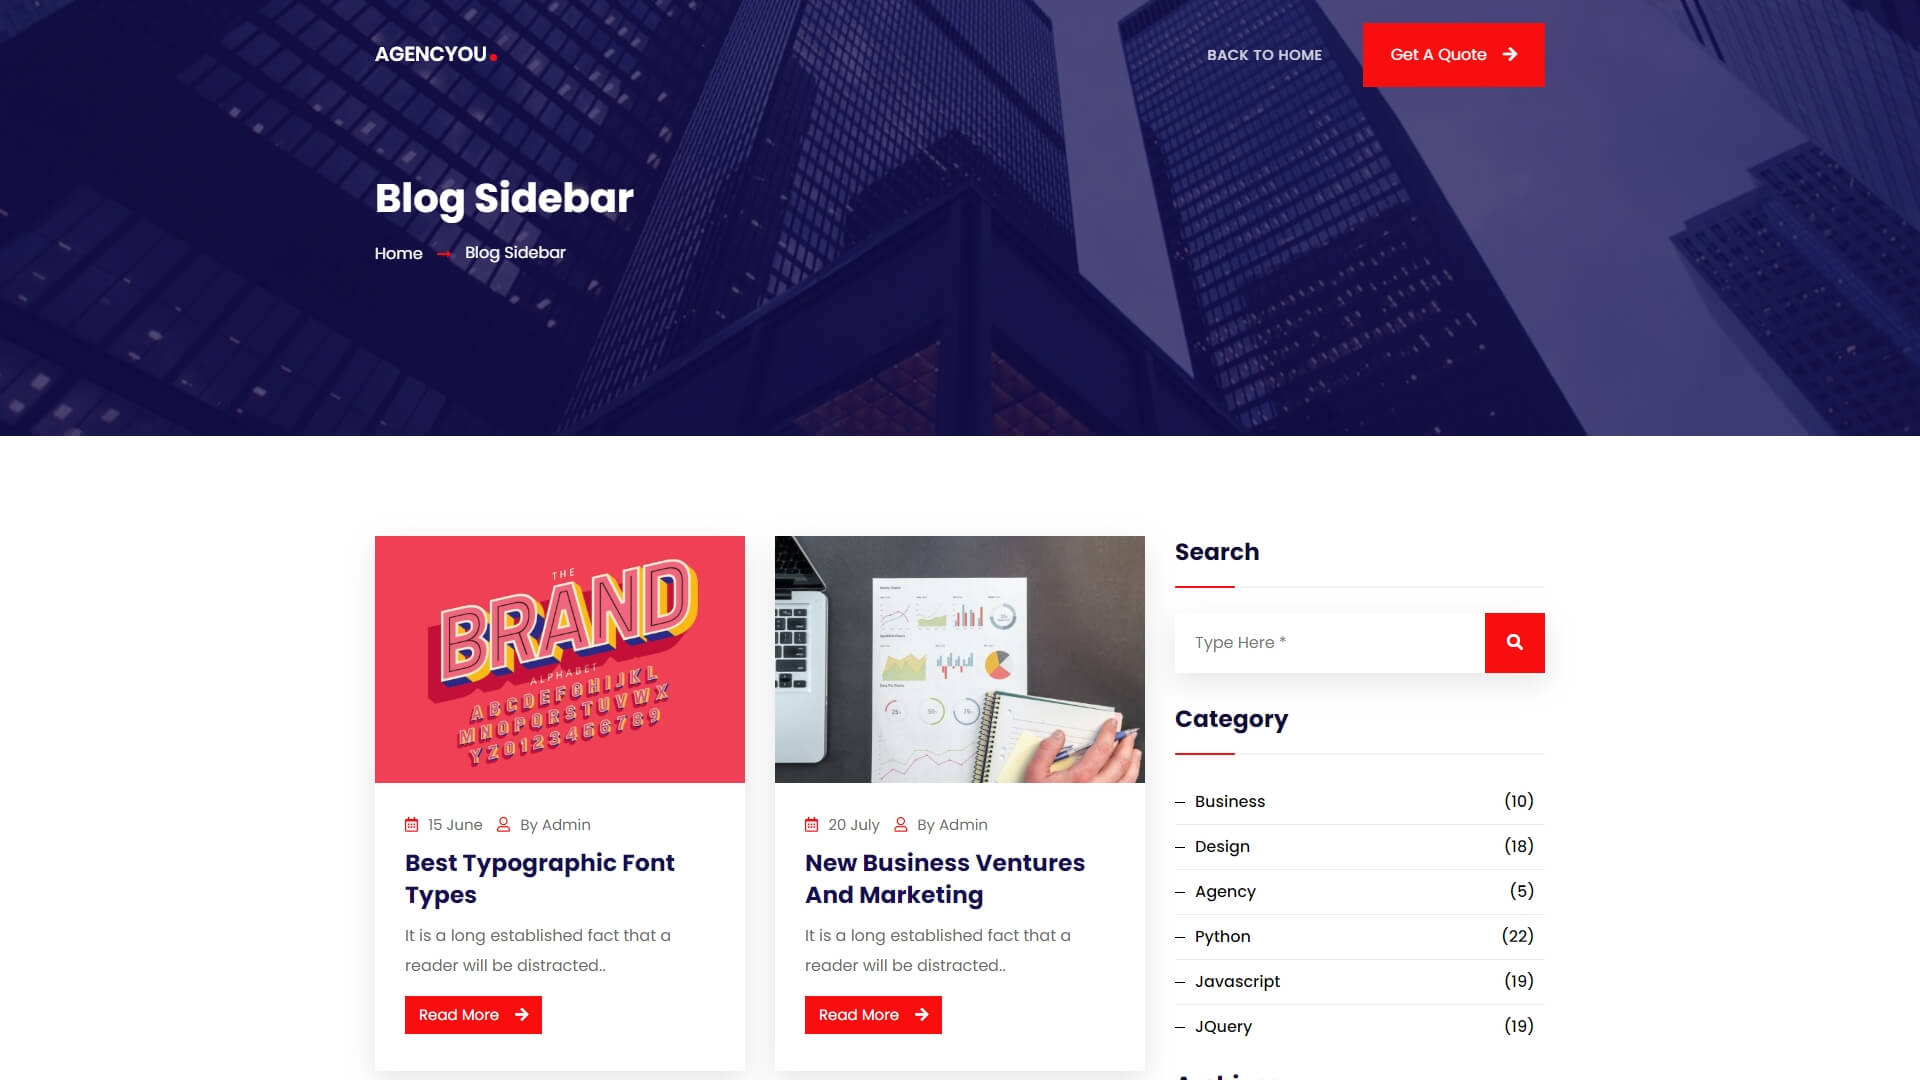 AGENCYOU.
BACK TO HOME
Get A Quote
Blog Sidebar
Home
Blog Sidebar
THE
BRAND
ALPHABET
ABCDEFGHIJKL
MNOPQRSTUVWX
YZ0123456789
15 June
By Admin
Best Typographic Font
Types
It is a long established fact that a
reader will be distracted..
Read More
20 July
By Admin
New Business Ventures
And Marketing
It is a long established fact that a
reader will be distracted..
Read More
Search
Type Here *
Category
Business (10)
Design (18)
Agency (5)
Python (22)
Javascript (19)
JQuery (19)